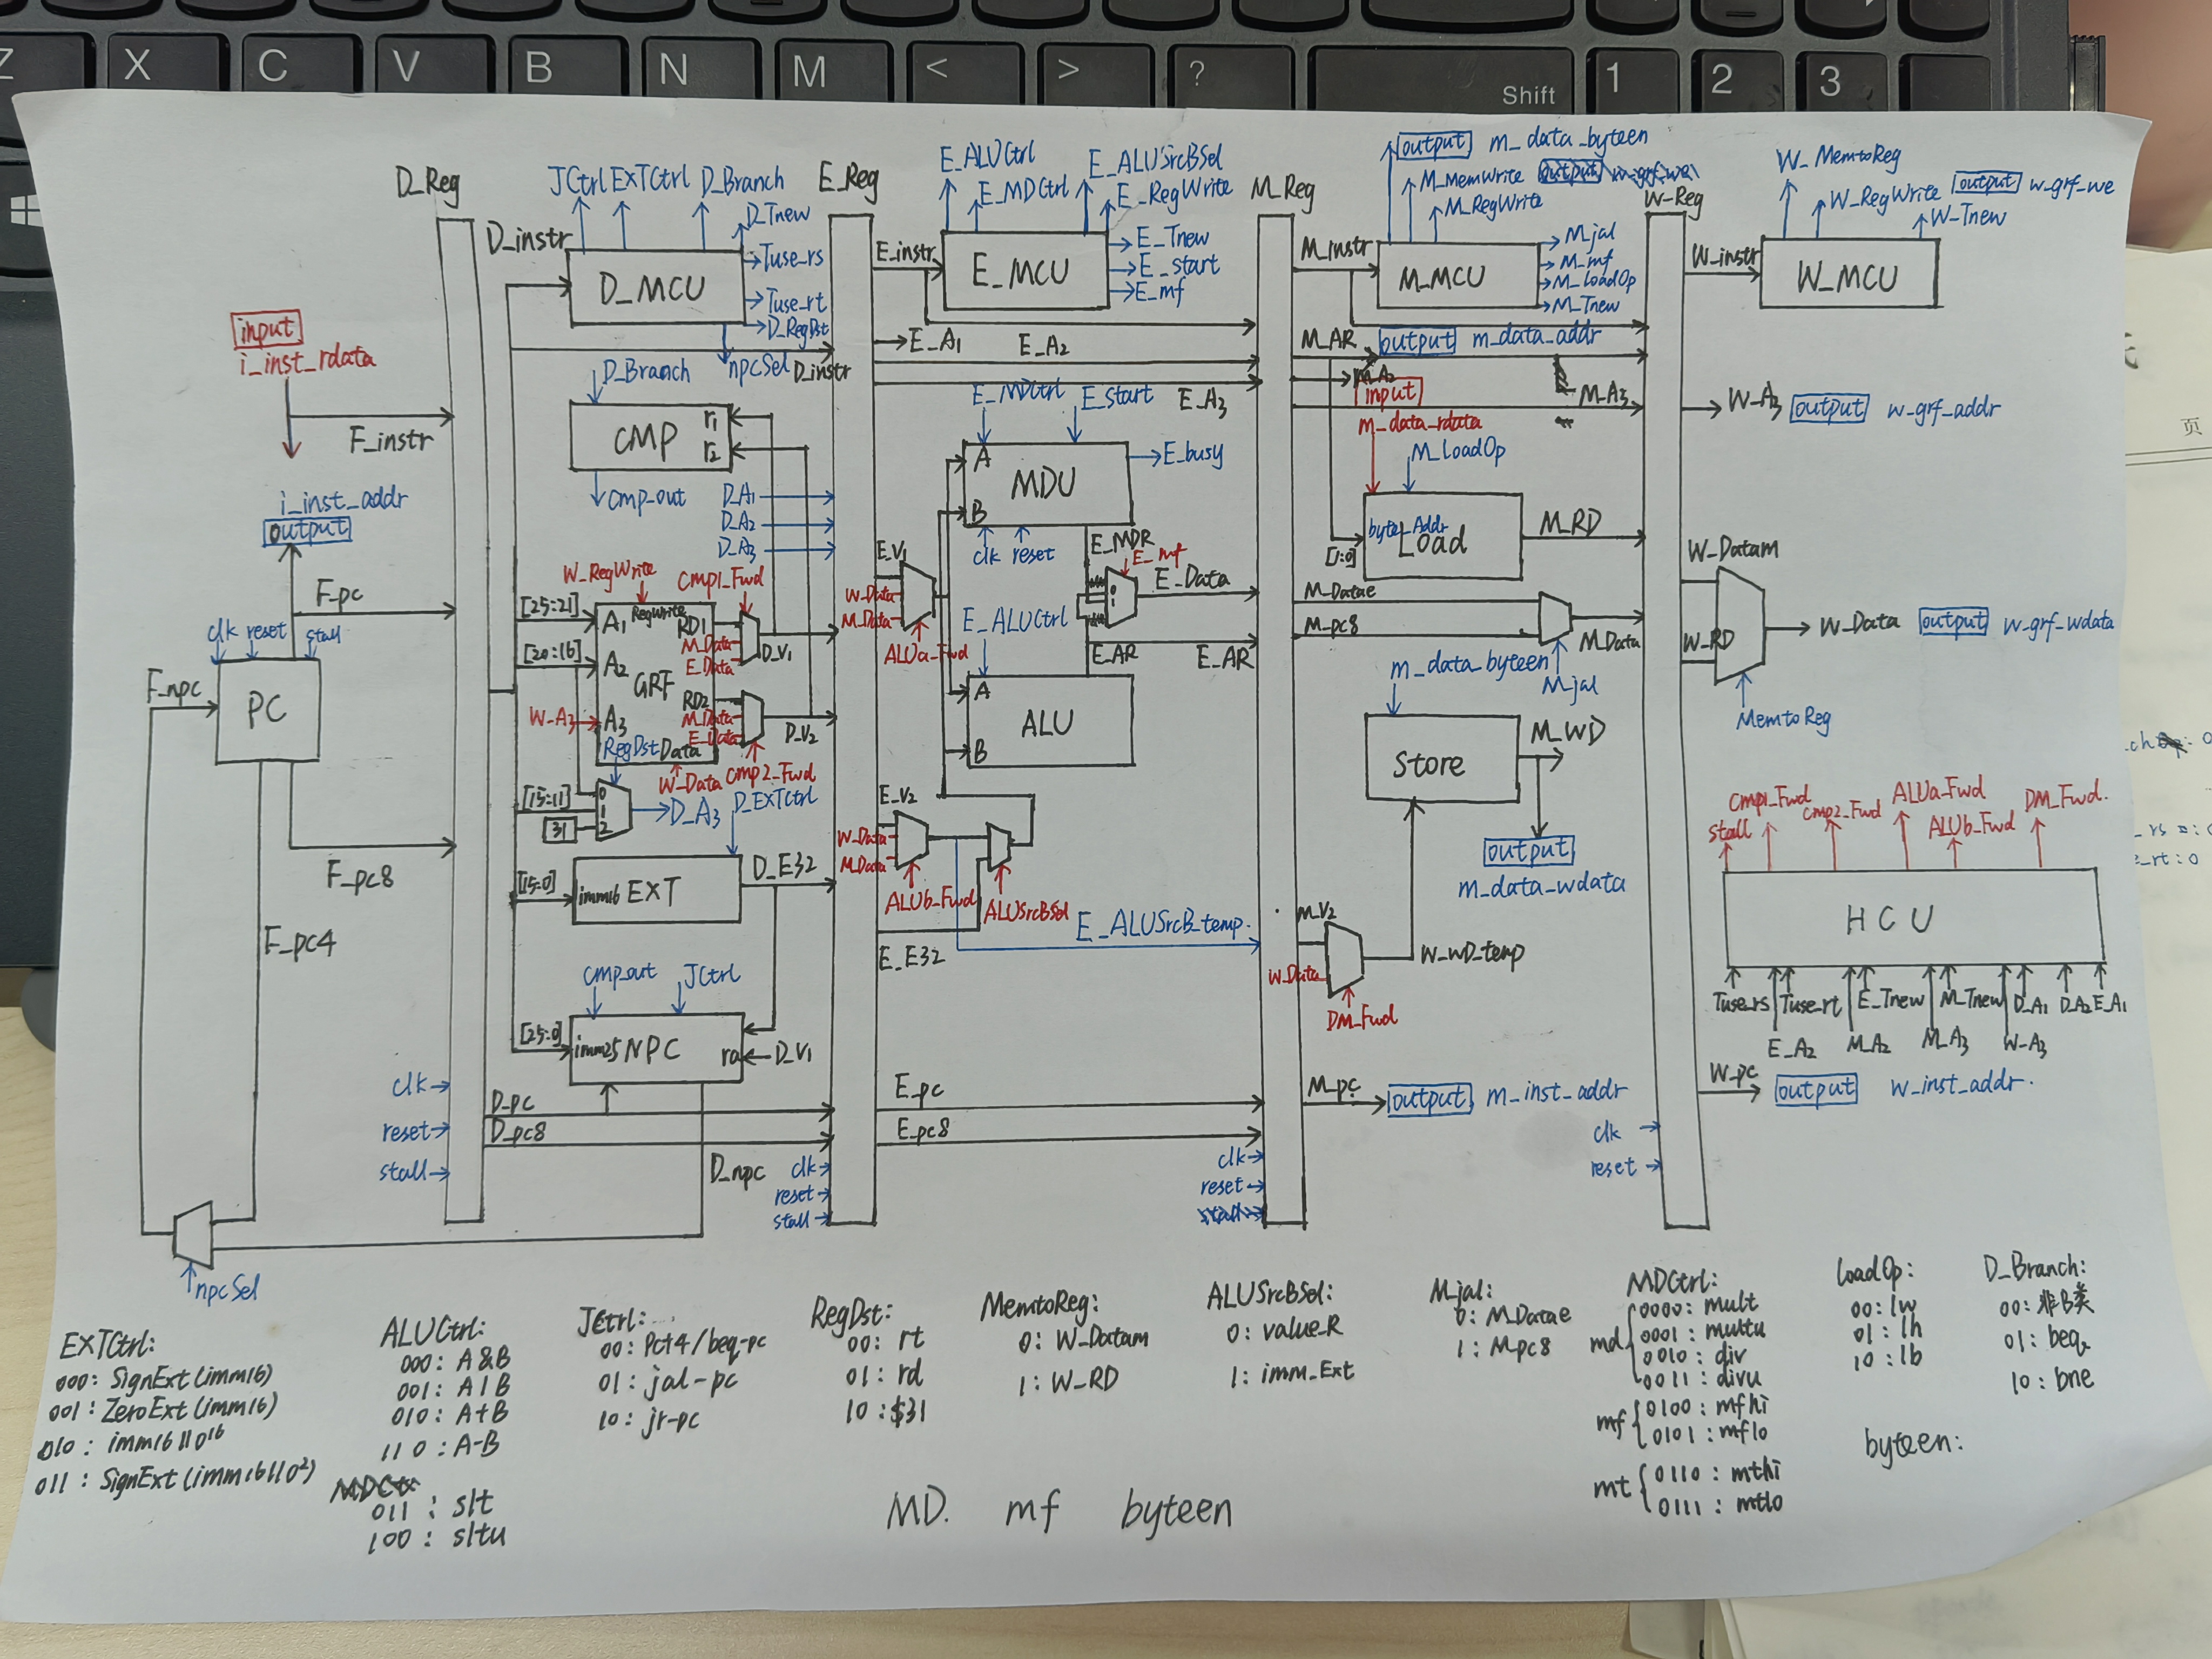 Z X C V B N M < > ? Shift 1 2 3
D_Reg
JCtrl EXTCtrl D_Branch
D_Tnew
E_Reg
E_ALUCtrl
E_MDCtrl
E_ALUSrcBSel
E_RegWrite
M_Reg
output m_data_byteen
M_MemWrite output
M_RegWrite
W_Reg
W_MemtoReg
W_RegWrite output w_grf_we
W_Tnew
D_instr
D_MCU
Tuse_rs
Tuse_rt
D_RegDst
npcSel D_instr
E_instr
E_MCU
E_Tnew
E_start
E_mf
M_instr
M_MCU
M_jal
M_mf
M_loadOp
M_Tnew
W_instr
W_MCU
input
i_inst_rdata
F_instr
i_inst_addr
output
F_pc
clk reset stall
F_npc
PC
F_pc8
F_pc4
clk
reset
stall
npcSel
D_Branch
CMP
r1
r2
cmp_out
D_A1
D_A2
D_A3
W_RegWrite
cmp1_Fwd
[25:21]
A1 RegWrite RD1
M_Data
E_Data
D_V1
[20:16]
A2
GRF
RD2
M_Data
E_Data
D_V2
W_A3
A3
RegDst Data
W_Data cmp2_Fwd
[15:11]
0
1
2
31
D_A3
D_EXTCtrl
[15:0]
imm16 EXT
D_E32
cmp_out JCtrl
[25:0]
imm25 NPC
ra
D_V1
D_pc
D_pc8
D_npc
clk
reset
stall
E_A1 E_A2
E_A3
E_MDCtrl E_start
A
MDU
B
E_busy
clk reset
E_MDR
E_mf
0
1
E_Data
E_V1
W_Data
M_Data
ALUa_Fwd
E_ALUCtrl
E_AR E_AR
A
ALU
B
E_V2
W_Data
M_Data
ALUb_Fwd
ALUSrcBSel
E_E32
E_ALUSrcB_temp.
E_pc
E_pc8
clk
reset
stall
M_AR output m_data_addr
M_A2
input
M_A3
m_data_rdata
M_loadOp
byte_Addr
[1:0]
Load
M_RD
M_Datae
M_pc8
M_Data
M_jal
m_data_byteen
Store
M_WD
output
m_data_wdata
M_V2
W_Data
W_WD_temp
DM_Fwd
M_pc output m_inst_addr
clk
reset
W_A3 output w_grf_addr
W_Datam
W_RD
W_Data output w_grf_wdata
MemtoReg
stall cmp1_Fwd cmp2_Fwd ALUa_Fwd ALUb_Fwd DM_Fwd.
HCU
Tuse_rs Tuse_rt E_Tnew M_Tnew D_A1 D_A2 E_A1
E_A2 M_A2 M_A3 W_A3
W_pc output w_inst_addr.
页
EXTCtrl:
000: SignExt(imm16)
001: ZeroExt(imm16)
010: imm16||0^16
011: SignExt(imm16||0^2)
ALUCtrl:
000: A&B
001: A|B
010: A+B
110: A-B
011: slt
100: sltu
JCtrl:
00: Pc+4/beq-pc
01: jal-pc
10: jr-pc
RegDst:
00: rt
01: rd
10: $31
MemtoReg:
0: W_Datam
1: W_RD
ALUSrcBSel:
0: value_R
1: imm_Ext
M_jal:
0: M_Datae
1: M_pc8
MDCtrl:
md
0000: mult
0001: multu
0010: div
0011: divu
mf
0100: mfhi
0101: mflo
mt
0110: mthi
0111: mtlo
loadOp:
00: lw
01: lh
10: lb
D_Branch:
00: 非B类
01: beq
10: bne
byteen:
MD. mf byteen